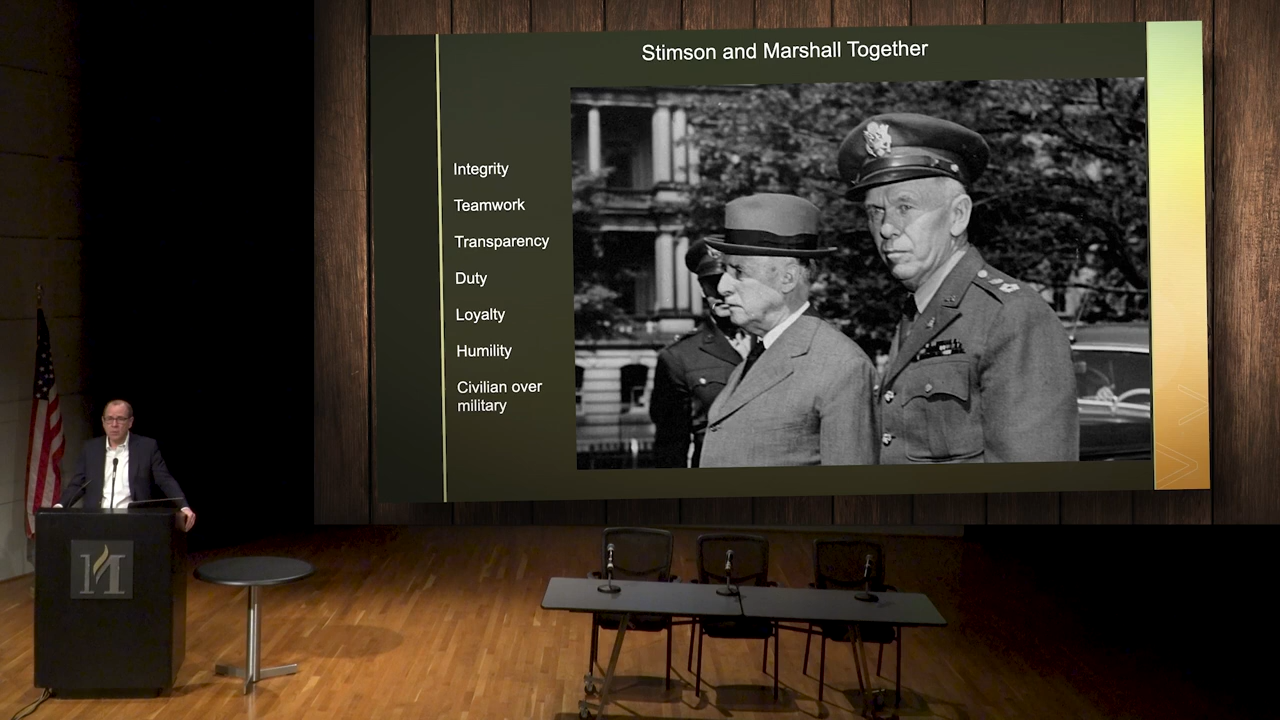 Stimson and Marshall Together
Integrity
Teamwork
Transparency
Duty
Loyalty
Humility
Civilian over
military